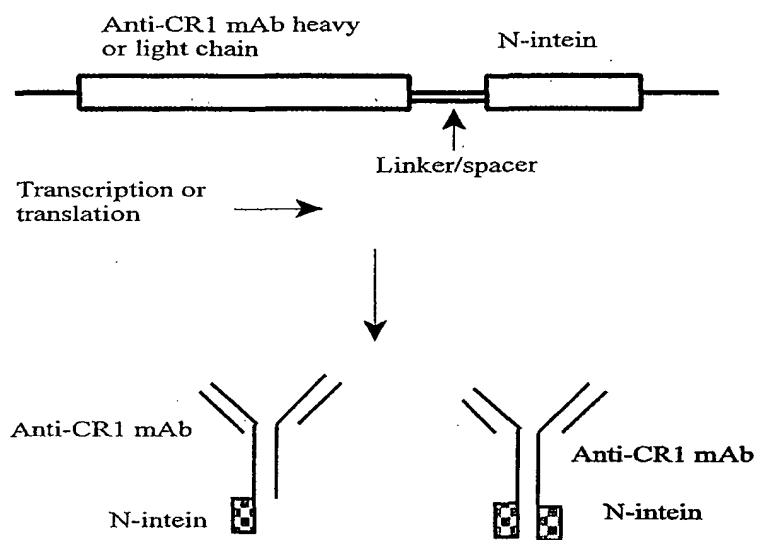 Anti-CR1 mAb heavy
or light chain
N-intein
Linker/spacer
Transcription or
translation
Anti-CR1 mAb
Anti-CR1 mAb
N-intein
N-intein